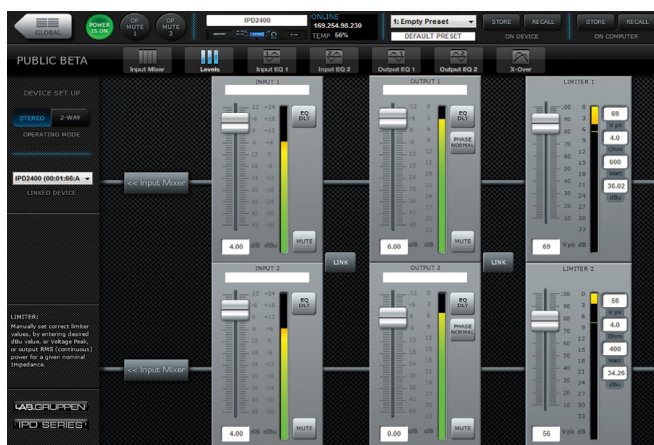 GLOBAL
POWER IS ON
OP MUTE 1
OP MUTE 2
IPD2400
ONLINE
169.254.98.230
TEMP 56%
1: Empty Preset
DEFAULT PRESET
STORE RECALL
ON DEVICE
STORE RECALL
ON COMPUTER
PUBLIC BETA
Input Mixer
Levels
Input EQ 1
Input EQ 2
Output EQ 1
Output EQ 2
X-Over
DEVICE SET UP
STEREO 2-WAY
OPERATING MODE
IPD2400 (00:01:66:A
LINKED DEVICE
LIMITER:
Manually set correct limiter
values, by entering desired
dBu value, or Voltage Peak,
or output RMS (continuous)
power for a given nominal
impedance.
LAB.GRUPPEN
IPD SERIES
<< Input Mixer
<< Input Mixer
INPUT 1
EQ DLY
4.00 dB dBu
MUTE
OUTPUT 1
EQ DLY
PHASE NORMAL
6.00 dB dB
MUTE
LINK
LINK
LIMITER 1
69
V pk
4.0
Ohm
600
Watt
36.02
dBu
69 Vpk dB
INPUT 2
EQ DLY
4.00 dB dBu
MUTE
OUTPUT 2
EQ DLY
PHASE NORMAL
0.00 dB dB
MUTE
LIMITER 2
56
V pk
4.0
Ohm
400
Watt
34.26
dBu
56 Vpk dB